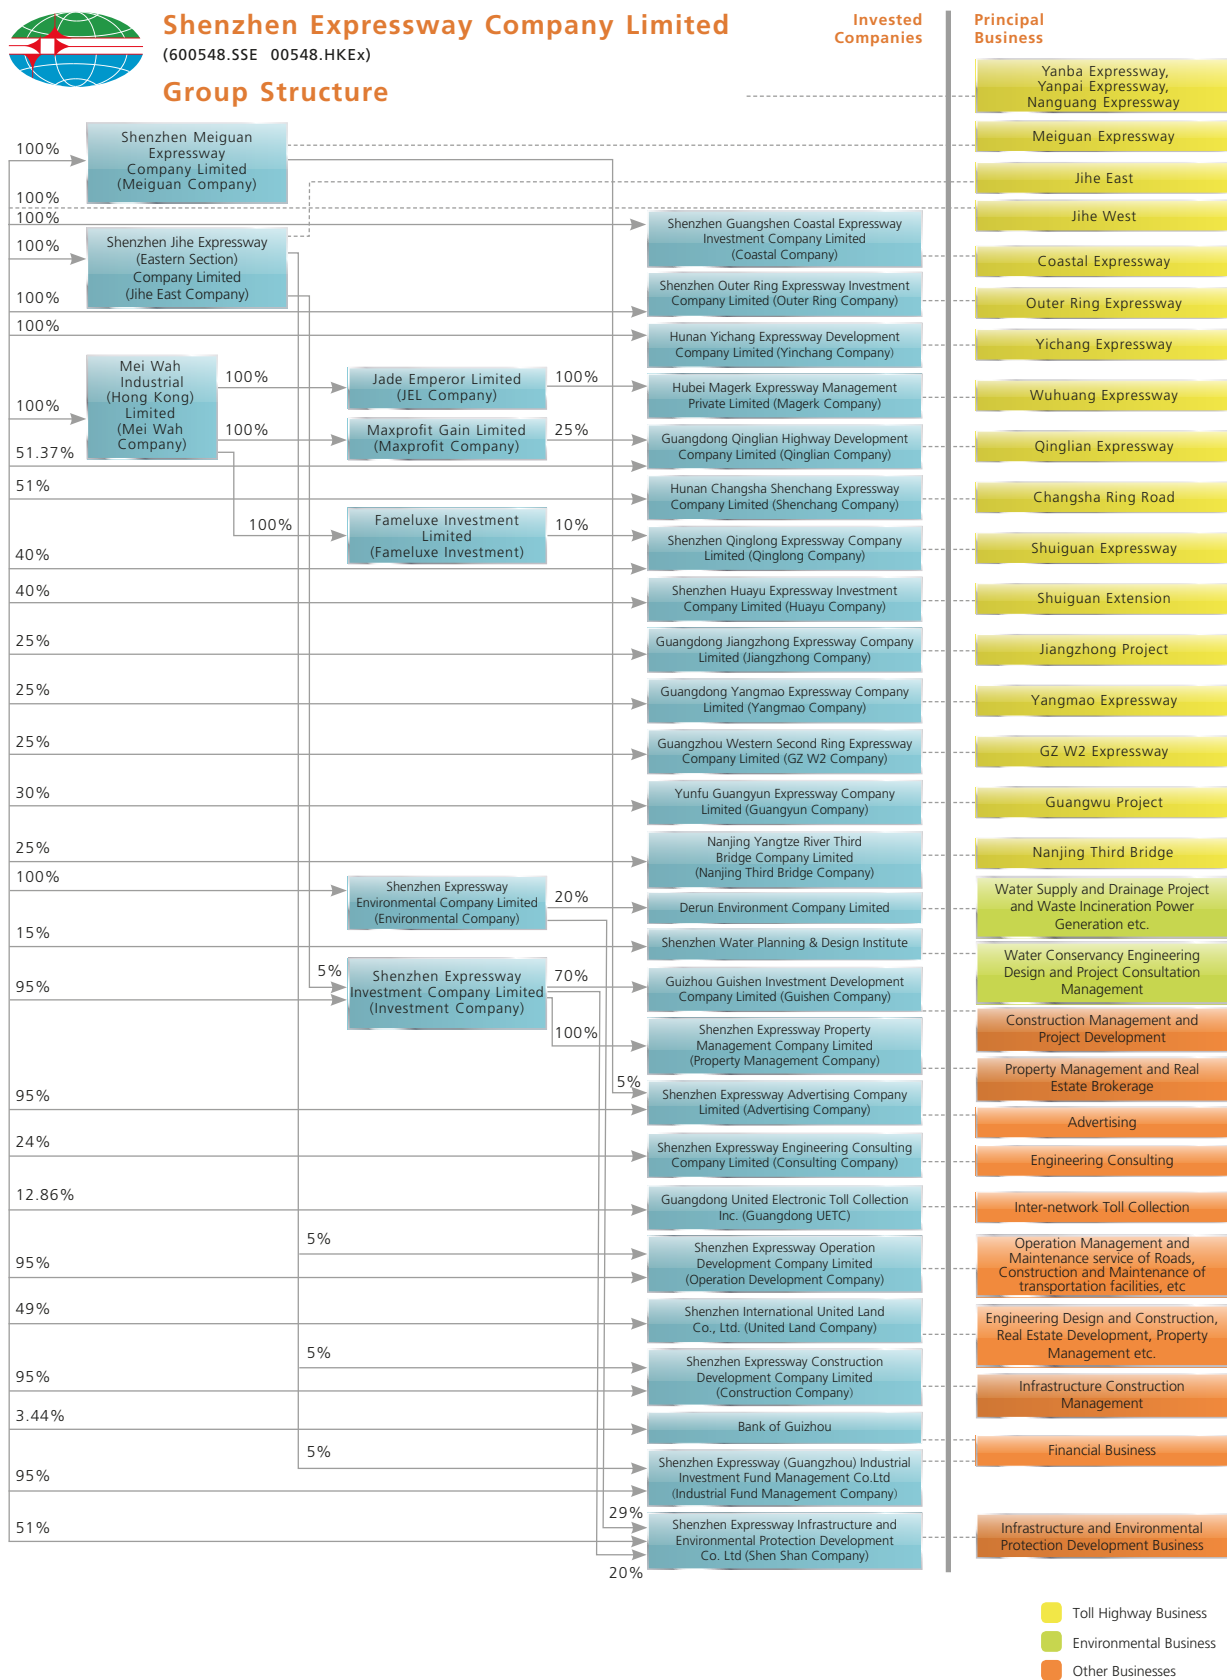 Shenzhen Expressway Company Limited
(600548.SSE 00548.HKEx)
Group Structure
Invested
Companies
Principal
Business
Yanba Expressway,
Yanpai Expressway,
Nanguang Expressway
100%
Shenzhen Meiguan
Expressway
Company Limited
(Meiguan Company)
Meiguan Expressway
Jihe East
100%
Jihe West
100%
Shenzhen Guangshen Coastal Expressway
Investment Company Limited
(Coastal Company)
Coastal Expressway
100%
Shenzhen Jihe Expressway
(Eastern Section)
Company Limited
(Jihe East Company)
100%
Shenzhen Outer Ring Expressway Investment
Company Limited (Outer Ring Company)
Outer Ring Expressway
100%
Hunan Yichang Expressway Development
Company Limited (Yinchang Company)
Yichang Expressway
100%
Mei Wah
Industrial
(Hong Kong)
Limited
(Mei Wah
Company)
100%
Jade Emperor Limited
(JEL Company)
100%
Hubei Magerk Expressway Management
Private Limited (Magerk Company)
Wuhuang Expressway
100%
Maxprofit Gain Limited
(Maxprofit Company)
25%
Guangdong Qinglian Highway Development
Company Limited (Qinglian Company)
Qinglian Expressway
51.37%
51%
Hunan Changsha Shenchang Expressway
Company Limited (Shenchang Company)
Changsha Ring Road
100%
Fameluxe Investment
Limited
(Fameluxe Investment)
10%
Shenzhen Qinglong Expressway Company
Limited (Qinglong Company)
Shuiguan Expressway
40%
40%
Shenzhen Huayu Expressway Investment
Company Limited (Huayu Company)
Shuiguan Extension
25%
Guangdong Jiangzhong Expressway Company
Limited (Jiangzhong Company)
Jiangzhong Project
25%
Guangdong Yangmao Expressway Company
Limited (Yangmao Company)
Yangmao Expressway
25%
Guangzhou Western Second Ring Expressway
Company Limited (GZ W2 Company)
GZ W2 Expressway
30%
Yunfu Guangyun Expressway Company
Limited (Guangyun Company)
Guangwu Project
25%
Nanjing Yangtze River Third
Bridge Company Limited
(Nanjing Third Bridge Company)
Nanjing Third Bridge
100%
Shenzhen Expressway
Environmental Company Limited
(Environmental Company)
20%
Derun Environment Company Limited
Water Supply and Drainage Project
and Waste Incineration Power
Generation etc.
15%
Shenzhen Water Planning & Design Institute
Water Conservancy Engineering
Design and Project Consultation
Management
95%
5%
Shenzhen Expressway
Investment Company Limited
(Investment Company)
70%
Guizhou Guishen Investment Development
Company Limited (Guishen Company)
Construction Management and
Project Development
100%
Shenzhen Expressway Property
Management Company Limited
(Property Management Company)
Property Management and Real
Estate Brokerage
5%
95%
Shenzhen Expressway Advertising Company
Limited (Advertising Company)
Advertising
24%
Shenzhen Expressway Engineering Consulting
Company Limited (Consulting Company)
Engineering Consulting
12.86%
Guangdong United Electronic Toll Collection
Inc. (Guangdong UETC)
Inter-network Toll Collection
5%
95%
Shenzhen Expressway Operation
Development Company Limited
(Operation Development Company)
Operation Management and
Maintenance service of Roads,
Construction and Maintenance of
transportation facilities, etc
49%
Shenzhen International United Land
Co., Ltd. (United Land Company)
Engineering Design and Construction,
Real Estate Development, Property
Management etc.
5%
95%
Shenzhen Expressway Construction
Development Company Limited
(Construction Company)
Infrastructure Construction
Management
3.44%
Bank of Guizhou
Financial Business
5%
95%
Shenzhen Expressway (Guangzhou) Industrial
Investment Fund Management Co.Ltd
(Industrial Fund Management Company)
29%
51%
20%
Shenzhen Expressway Infrastructure and
Environmental Protection Development
Co. Ltd (Shen Shan Company)
Infrastructure and Environmental
Protection Development Business
Toll Highway Business
Environmental Business
Other Businesses